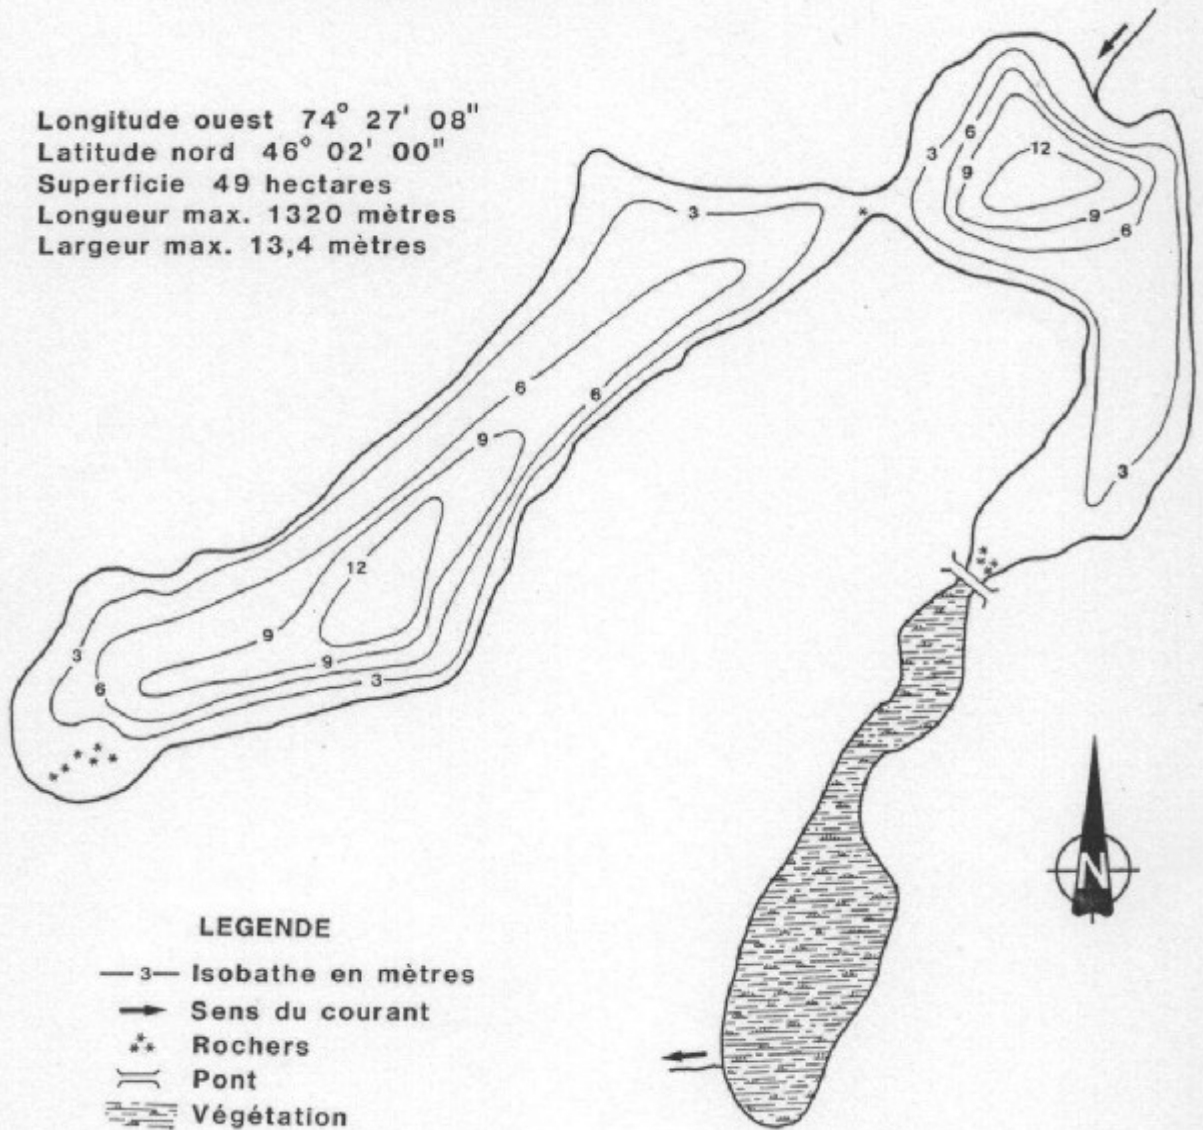 Longitude ouest 74° 27' 08"
Latitude nord 46° 02' 00"
Superficie 49 hectares
Longueur max. 1320 mètres
Largeur max. 13,4 mètres
6
12
3
9
9
6
3
3
6
6
9
12
9
9
3
6
3
N
LEGENDE
3 Isobathe en mètres
Sens du courant
Rochers
Pont
Végétation